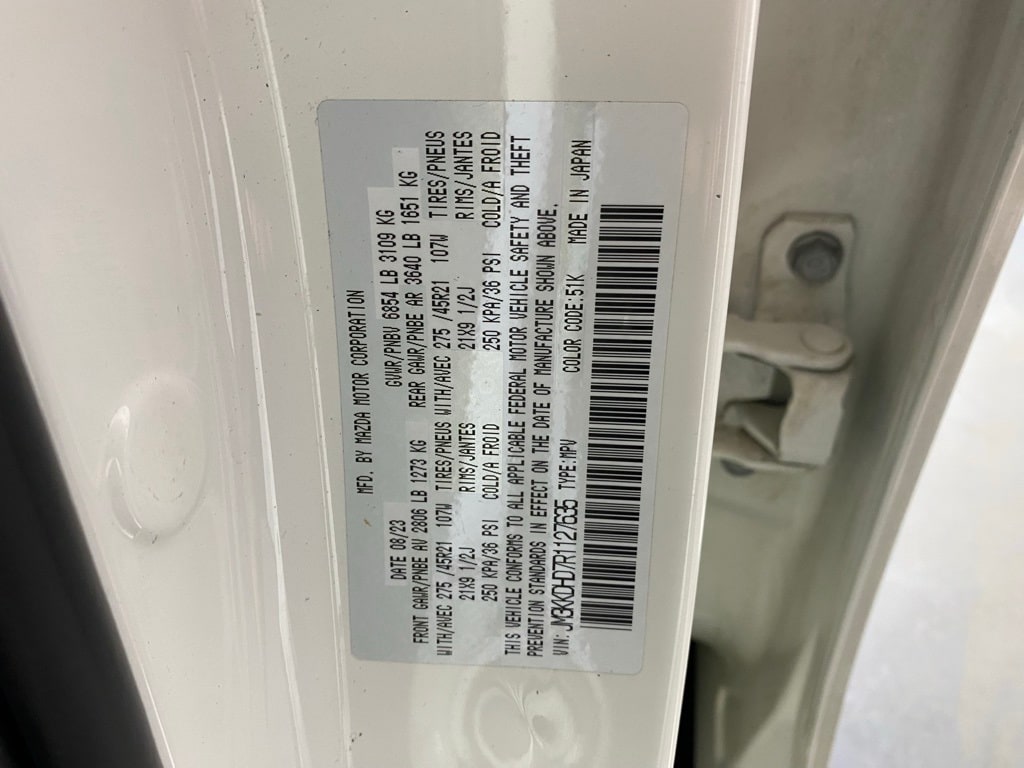 MFD. BY MAZDA MOTOR CORPORATION
DATE 08/23 GVWR/PNBV 6854 LB 3109 KG
FRONT GAWR/PNBE AV 2806 LB 1273 KG REAR GAWR/PNBE AR 3640 LB 1651 KG
WITH/AVEC 275 /45R21 107W TIRES/PNEUS WITH/AVEC 275 /45R21 107W TIRES/PNEUS
21X9 1/2J RIMS/JANTES 21X9 1/2J RIMS/JANTES
250 KPA/36 PSI COLD/A FROID 250 KPA/36 PSI COLD/A FROID
THIS VEHICLE CONFORMS TO ALL APPLICABLE FEDERAL MOTOR VEHICLE SAFETY AND THEFT
PREVENTION STANDARDS IN EFFECT ON THE DATE OF MANUFACTURE SHOWN ABOVE.
VIN: JM3KKDHD7R1127635 TYPE:MPV COLOR CODE:51K MADE IN JAPAN